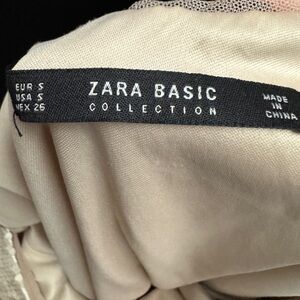 EUR S
USA S
MEX 26
ZARA BASIC
COLLECTION
MADE
IN
CHINA